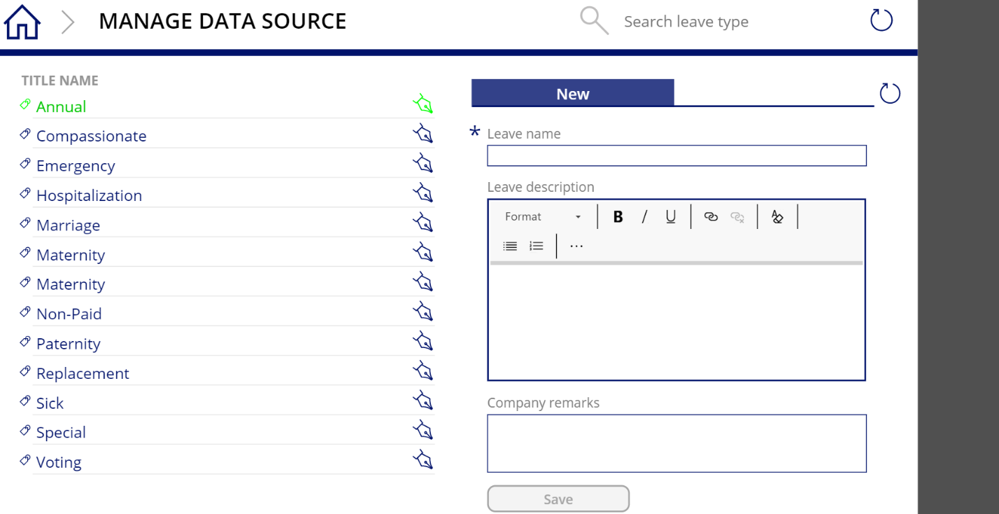 MANAGE DATA SOURCE
Search leave type
TITLE NAME
Annual
Compassionate
Emergency
Hospitalization
Marriage
Maternity
Maternity
Non-Paid
Paternity
Replacement
Sick
Special
Voting
New
* Leave name
Leave description
Format
B I U
...
Company remarks
Save